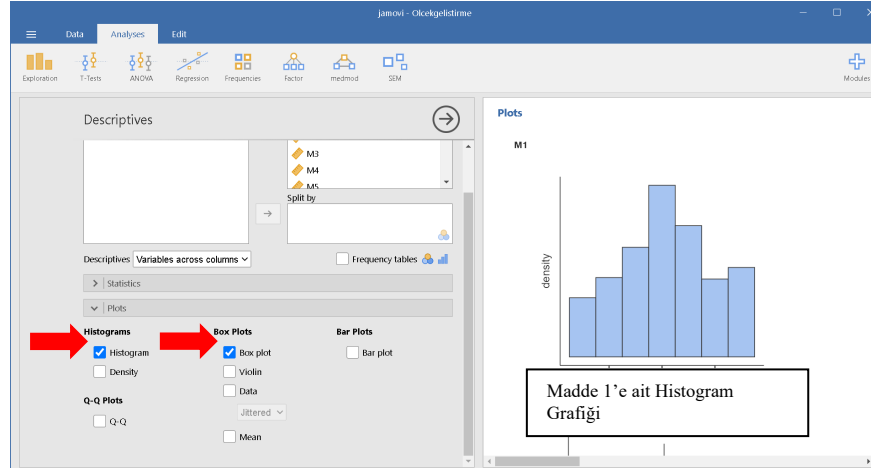 jamovi - Olcekgelistirme
Data Analyses Edit
Exploration T-Tests ANOVA Regression Frequencies Factor medmod SEM Modules
Descriptives
M3
M4
M5
Split by
Descriptives Variables across columns Frequency tables
Statistics
Plots
Histograms Box Plots Bar Plots
Histogram Box plot Bar plot
Density Violin
Data
Q-Q Plots
Jittered
Q-Q
Mean
Plots
M1
density
Madde 1’e ait Histogram
Grafiği